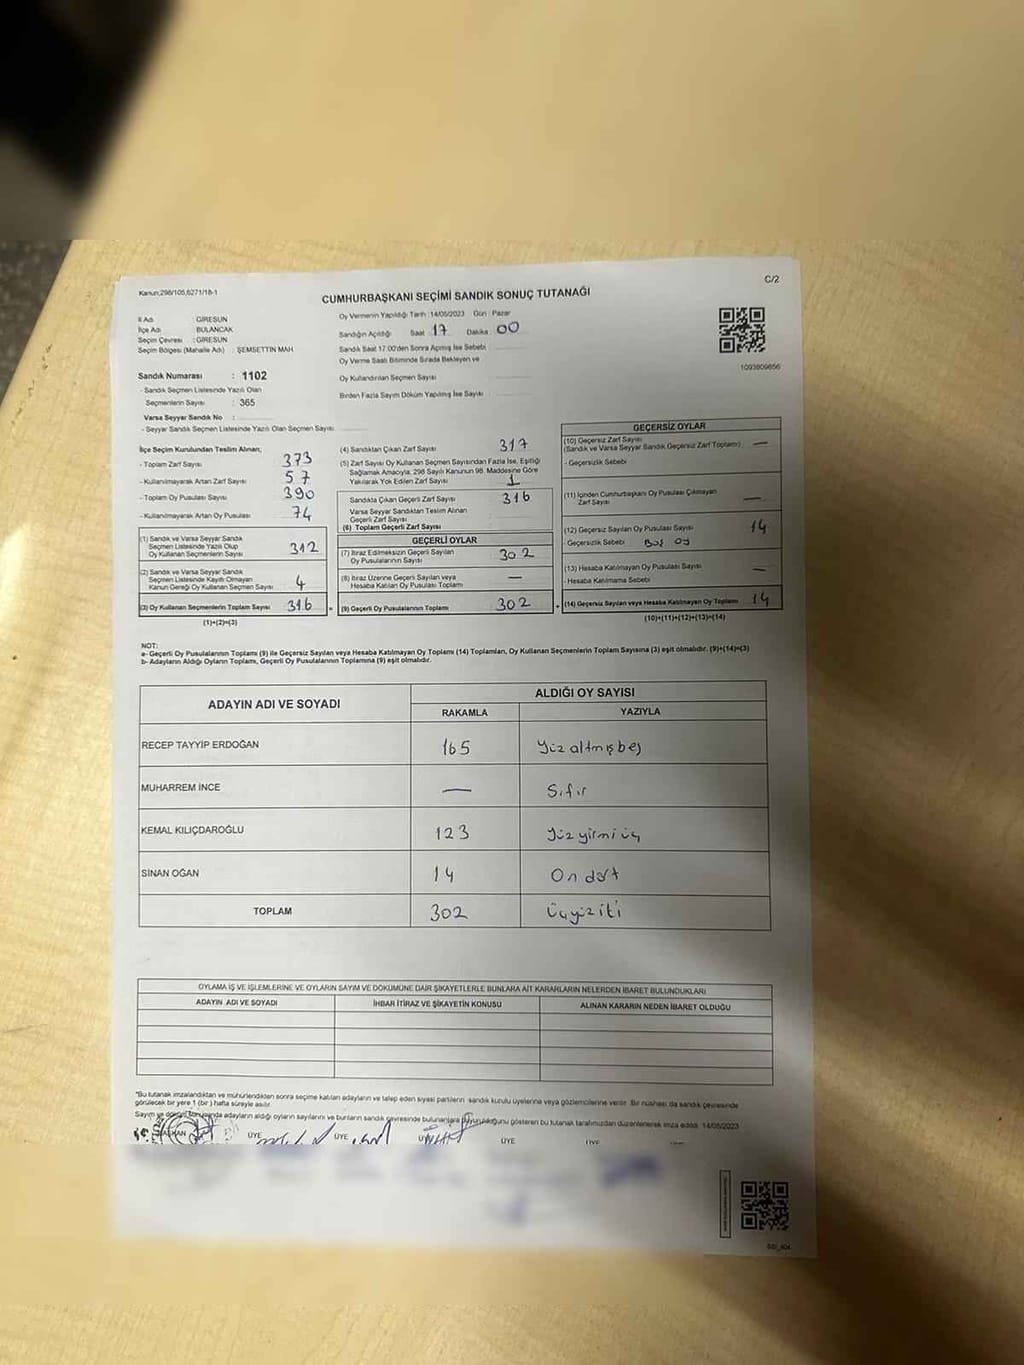 Kanun;298/105,6271/18-1
C/2
CUMHURBAŞKANI SEÇİMİ SANDIK SONUÇ TUTANAĞI
İl Adı : GİRESUN
İlçe Adı : BULANCAK
Seçim Çevresi : GİRESUN
Seçim Bölgesi (Mahalle Adı) : ŞEMSETTİN MAH
Oy Vermenin Yapıldığı Tarih :14/05/2023 Gün : Pazar
Sandığın Açıldığı Saat 17 Dakika 00
Sandık Saat 17:00'den Sonra Açılmış İse Sebebi
Oy Verme Saati Bitiminde Sırada Bekleyen ve
Oy Kullandırılan Seçmen Sayısı
Birden Fazla Sayım Döküm Yapılmış İse Sayısı
1093809856
Sandık Numarası : 1102
- Sandık Seçmen Listesinde Yazılı Olan
Seçmenlerin Sayısı : 365
Varsa Seyyar Sandık No :
- Seyyar Sandık Seçmen Listesinde Yazılı Olan Seçmen Sayısı:
İlçe Seçim Kurulundan Teslim Alınan;
- Toplam Zarf Sayısı 373
- Kullanılmayarak Artan Zarf Sayısı 57
- Toplam Oy Pusulası Sayısı 390
- Kullanılmayarak Artan Oy Pusulası 74
(1) Sandık ve Varsa Seyyar Sandık
Seçmen Listesinde Yazılı Olup
Oy Kullanan Seçmenlerin Sayısı 312
(2) Sandık ve Varsa Seyyar Sandık
Seçmen Listesinde Kayıtlı Olmayan
Kanun Gereği Oy Kullanan Seçmen Sayısı 4
(3) Oy Kullanan Seçmenlerin Toplam Sayısı 316
(1)+(2)=(3)
(4) Sandıktan Çıkan Zarf Sayısı 317
(5) Zarf Sayısı Oy Kullanan Seçmen Sayısından Fazla İse, Eşitliği
Sağlamak Amacıyla, 298 Sayılı Kanunun 98. Maddesine Göre
Yakılarak Yok Edilen Zarf Sayısı 1
Sandıkta Çıkan Geçerli Zarf Sayısı 316
Varsa Seyyar Sandıktan Teslim Alınan
Geçerli Zarf Sayısı
(6) Toplam Geçerli Zarf Sayısı
GEÇERLİ OYLAR
(7) İtiraz Edilmeksizin Geçerli Sayılan
Oy Pusulalarının Sayısı 302
(8) İtiraz Üzerine Geçerli Sayılan veya
Hesaba Katılan Oy Pusulası Toplamı —
(9) Geçerli Oy Pusulalarının Toplamı 302
GEÇERSİZ OYLAR
(10) Geçersiz Zarf Sayısı
(Sandık ve Varsa Seyyar Sandık Geçersiz Zarf Toplamı) —
- Geçersizlik Sebebi
(11) İçinden Cumhurbaşkanı Oy Pusulası Çıkmayan
Zarf Sayısı —
(12) Geçersiz Sayılan Oy Pusulası Sayısı 14
- Geçersizlik Sebebi Boş oy
(13) Hesaba Katılmayan Oy Pusulası Sayısı —
- Hesaba Katılmama Sebebi
(14) Geçersiz Sayılan veya Hesaba Katılmayan Oy Toplamı 14
(10)+(11)+(12)+(13)=(14)
NOT:
a- Geçerli Oy Pusulalarının Toplamı (9) ile Geçersiz Sayılan veya Hesaba Katılmayan Oy Toplamı (14) Toplamları, Oy Kullanan Seçmenlerin Toplam Sayısına (3) eşit olmalıdır. (9)+(14)=(3)
b- Adayların Aldığı Oyların Toplamı, Geçerli Oy Pusulalarının Toplamına (9) eşit olmalıdır.
ADAYIN ADI VE SOYADI ALDIĞI OY SAYISI
RAKAMLA YAZIYLA
RECEP TAYYİP ERDOĞAN 165 Yüz altmış beş
MUHARREM İNCE — Sıfır
KEMAL KILIÇDAROĞLU 123 Yüz yirmi üç
SİNAN OĞAN 14 On dört
TOPLAM 302 Üçyüz iki
OYLAMA İŞ VE İŞLEMLERİNE VE OYLARIN SAYIM VE DÖKÜMÜNE DAİR ŞİKAYETLERLE BUNLARA AİT KARARLARIN NELERDEN İBARET BULUNDUKLARI
ADAYIN ADI VE SOYADI İHBAR İTİRAZ VE ŞİKAYETİN KONUSU ALINAN KARARIN NEDEN İBARET OLDUĞU
*Bu tutanak imzalandıktan ve mühürlendikten sonra seçime katılan adayların ve talep eden siyasi partilerin sandık kurulu üyelerine veya gözlemcilerine verilir. Bir nüshası da sandık çevresinde
görülecek bir yere 1 (bir ) hafta süreyle asılır.
Sayım ve döküm sonucunda adayların aldığı oyların sayılarını ve bunların sandık çevresinde bulunanlara duyurulduğunu gösteren bu tutanak tarafımızdan düzenlenerek imza edildi. 14/05/2023
BAŞKAN ÜYE ÜYE ÜYE ÜYE ÜYE